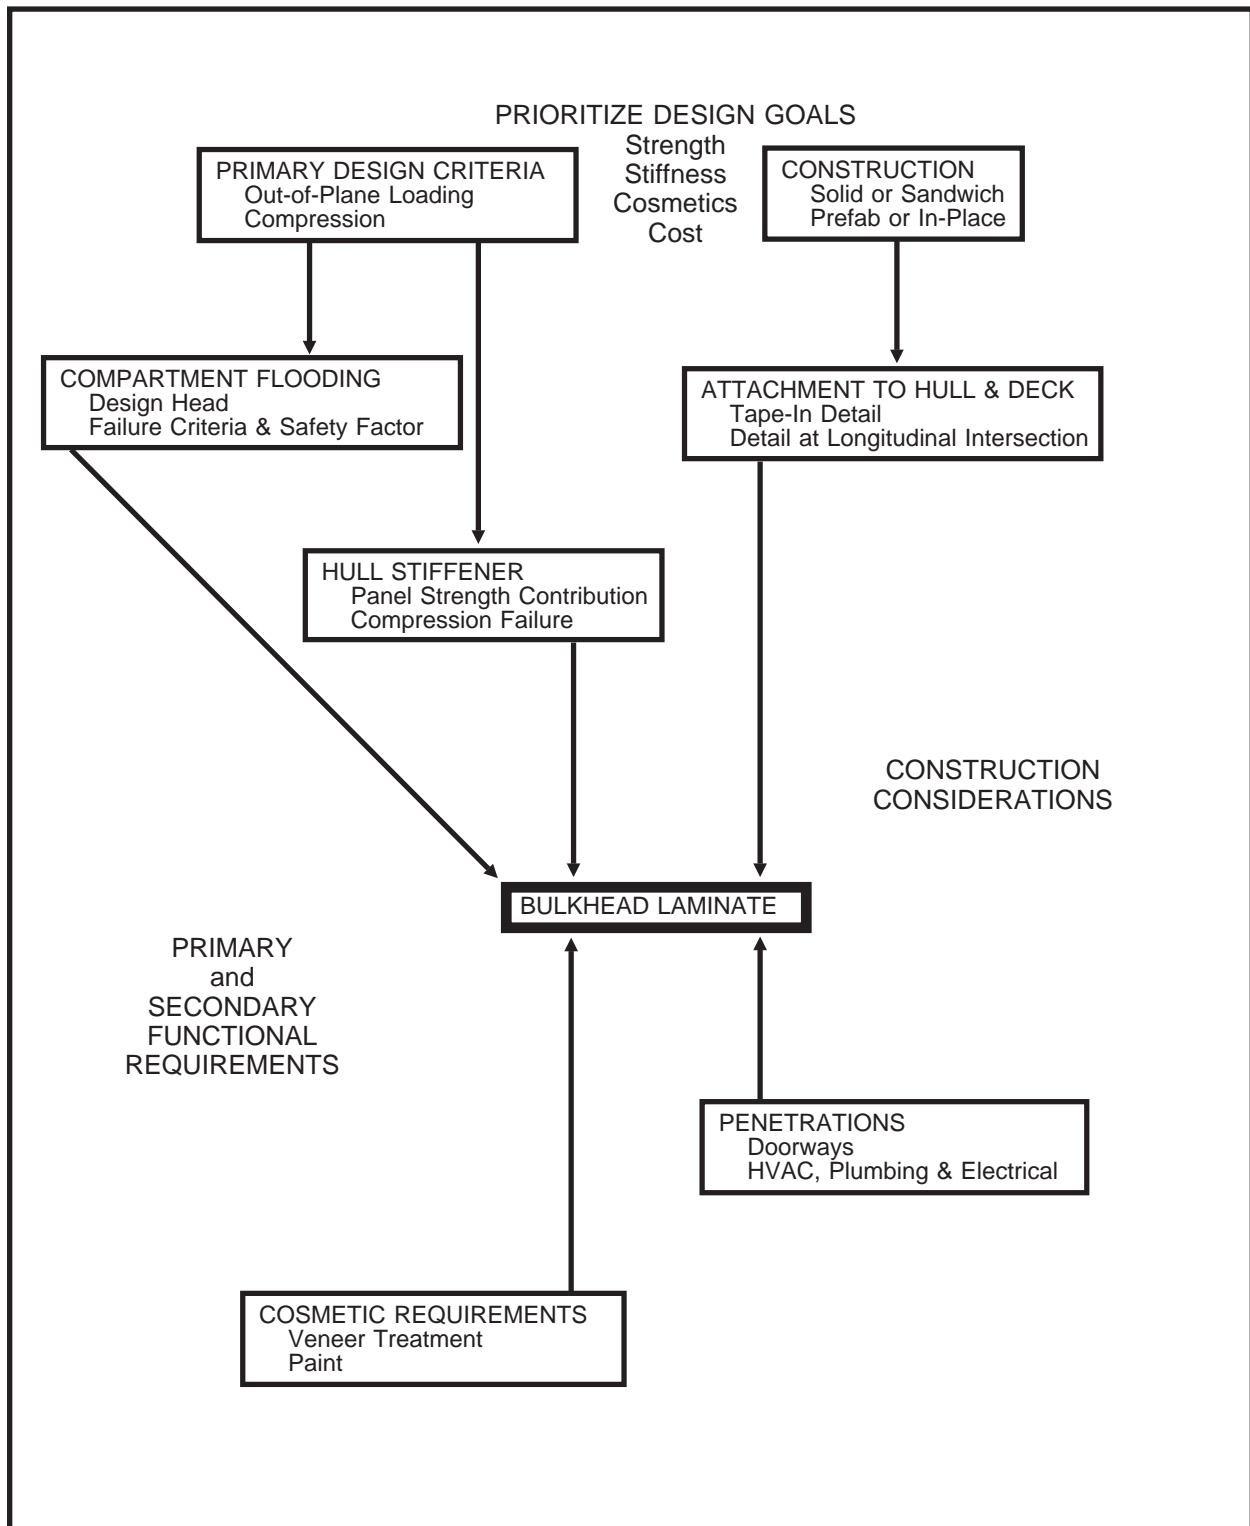 PRIORITIZE DESIGN GOALS
Strength
Stiffness
Cosmetics
Cost
PRIMARY DESIGN CRITERIA
Out-of-Plane Loading
Compression
CONSTRUCTION
Solid or Sandwich
Prefab or In-Place
COMPARTMENT FLOODING
Design Head
Failure Criteria & Safety Factor
ATTACHMENT TO HULL & DECK
Tape-In Detail
Detail at Longitudinal Intersection
HULL STIFFENER
Panel Strength Contribution
Compression Failure
CONSTRUCTION
CONSIDERATIONS
BULKHEAD LAMINATE
PRIMARY
and
SECONDARY
FUNCTIONAL
REQUIREMENTS
PENETRATIONS
Doorways
HVAC, Plumbing & Electrical
COSMETIC REQUIREMENTS
Veneer Treatment
Paint